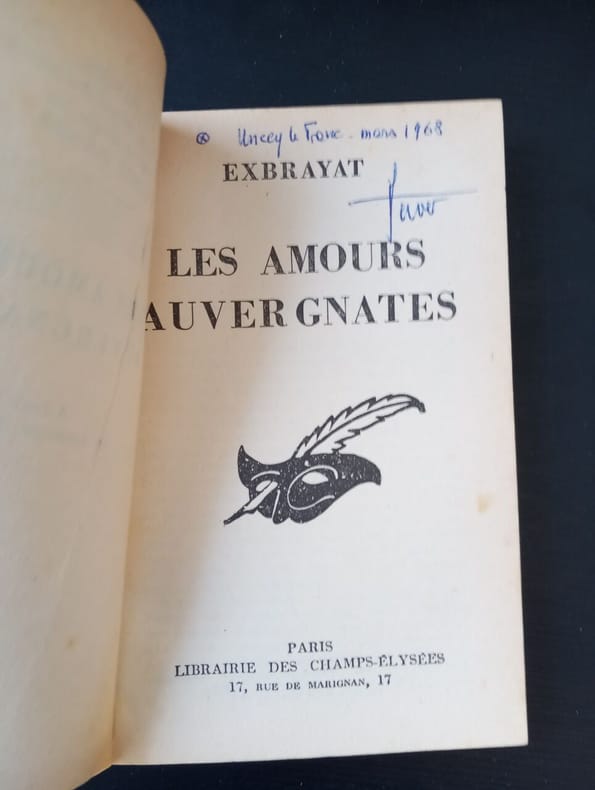 Uncey le Franc - mars 1968
EXBRAYAT
LES AMOURS
AUVERGNATES
PARIS
LIBRAIRIE DES CHAMPS-ÉLYSÉES
17, RUE DE MARIGNAN, 17